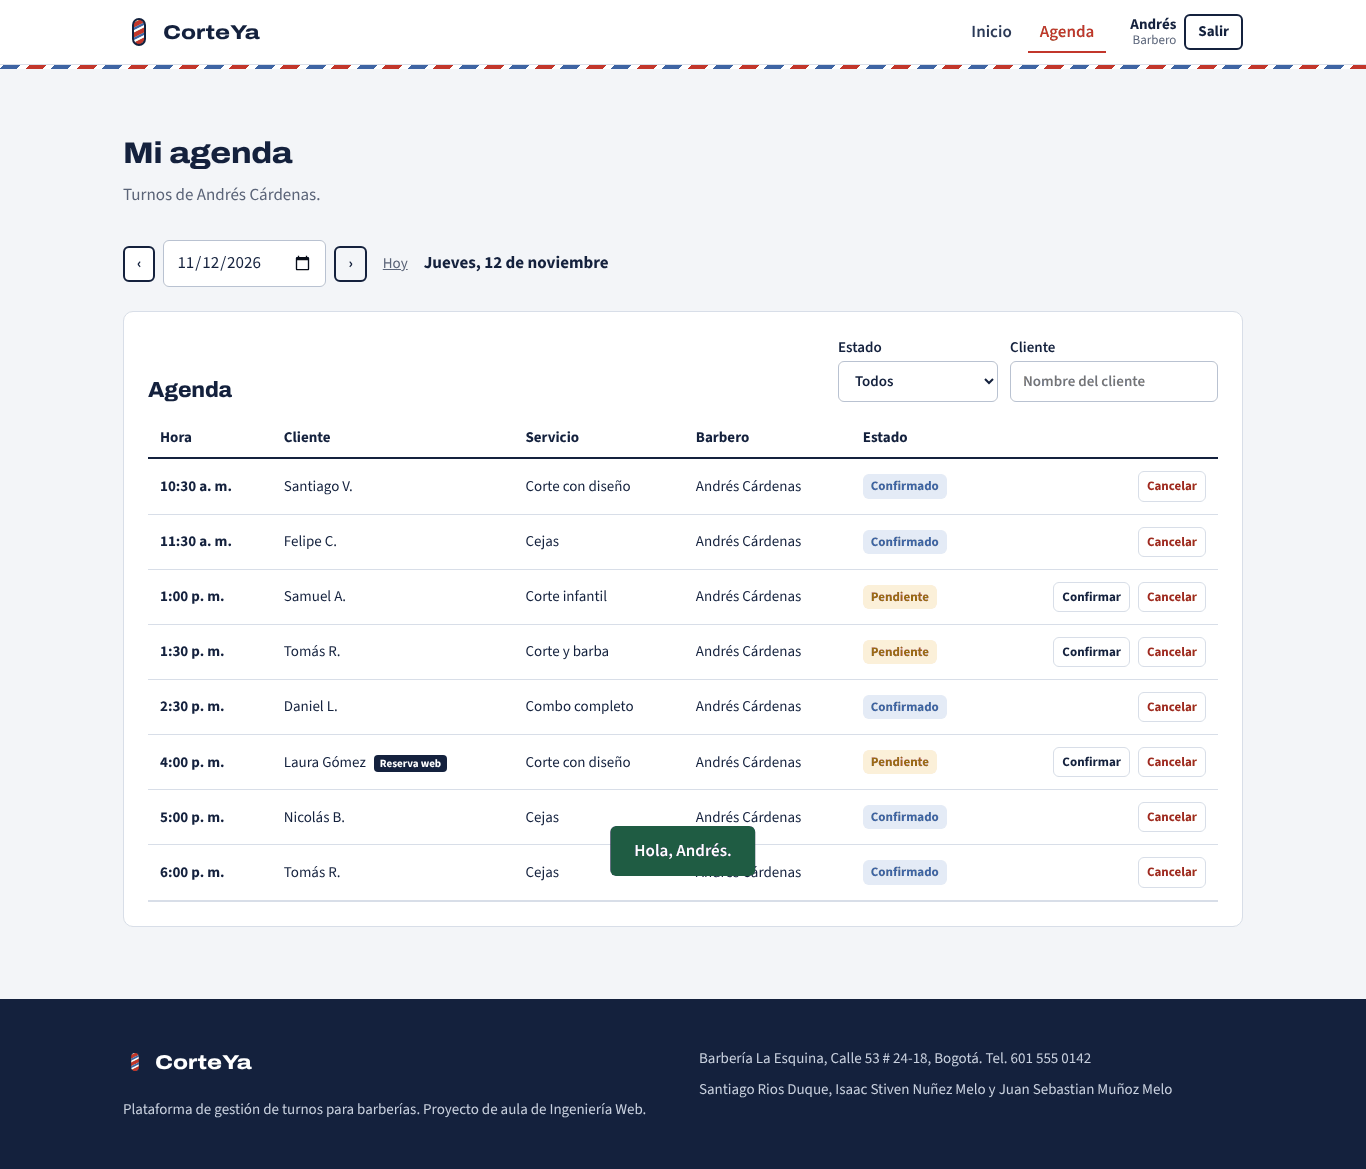 CorteYa
Inicio
Agenda
Andrés
Barbero
Salir
Mi agenda
Turnos de Andrés Cárdenas.
‹
11/12/2026
›
Hoy
Jueves, 12 de noviembre
Agenda
Estado
Todos
Cliente
Nombre del cliente
Hora Cliente Servicio Barbero Estado
10:30 a. m. Santiago V. Corte con diseño Andrés Cárdenas Confirmado Cancelar
11:30 a. m. Felipe C. Cejas Andrés Cárdenas Confirmado Cancelar
1:00 p. m. Samuel A. Corte infantil Andrés Cárdenas Pendiente Confirmar Cancelar
1:30 p. m. Tomás R. Corte y barba Andrés Cárdenas Pendiente Confirmar Cancelar
2:30 p. m. Daniel L. Combo completo Andrés Cárdenas Confirmado Cancelar
4:00 p. m. Laura Gómez Reserva web Corte con diseño Andrés Cárdenas Pendiente Confirmar Cancelar
5:00 p. m. Nicolás B. Cejas Andrés Cárdenas Confirmado Cancelar
Hola, Andrés.
6:00 p. m. Tomás R. Cejas Andrés Cárdenas Confirmado Cancelar
CorteYa
Plataforma de gestión de turnos para barberías. Proyecto de aula de Ingeniería Web.
Barbería La Esquina, Calle 53 # 24-18, Bogotá. Tel. 601 555 0142
Santiago Rios Duque, Isaac Stiven Nuñez Melo y Juan Sebastian Muñoz Melo